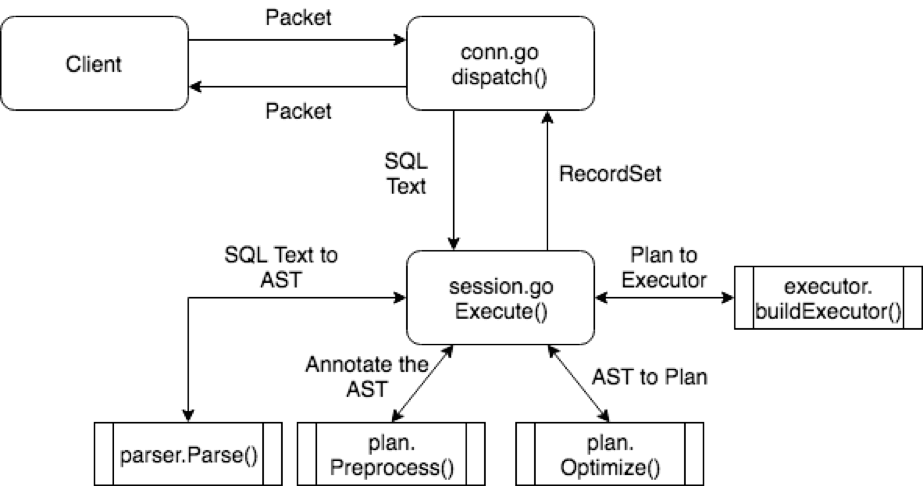 Packet
Client
conn.go
dispatch()
Packet
SQL
Text
RecordSet
SQL Text to
AST
session.go
Execute()
Plan to
Executor
executor.
buildExecutor()
Annotate the
AST
AST to Plan
parser.Parse()
plan.
Preprocess()
plan.
Optimize()